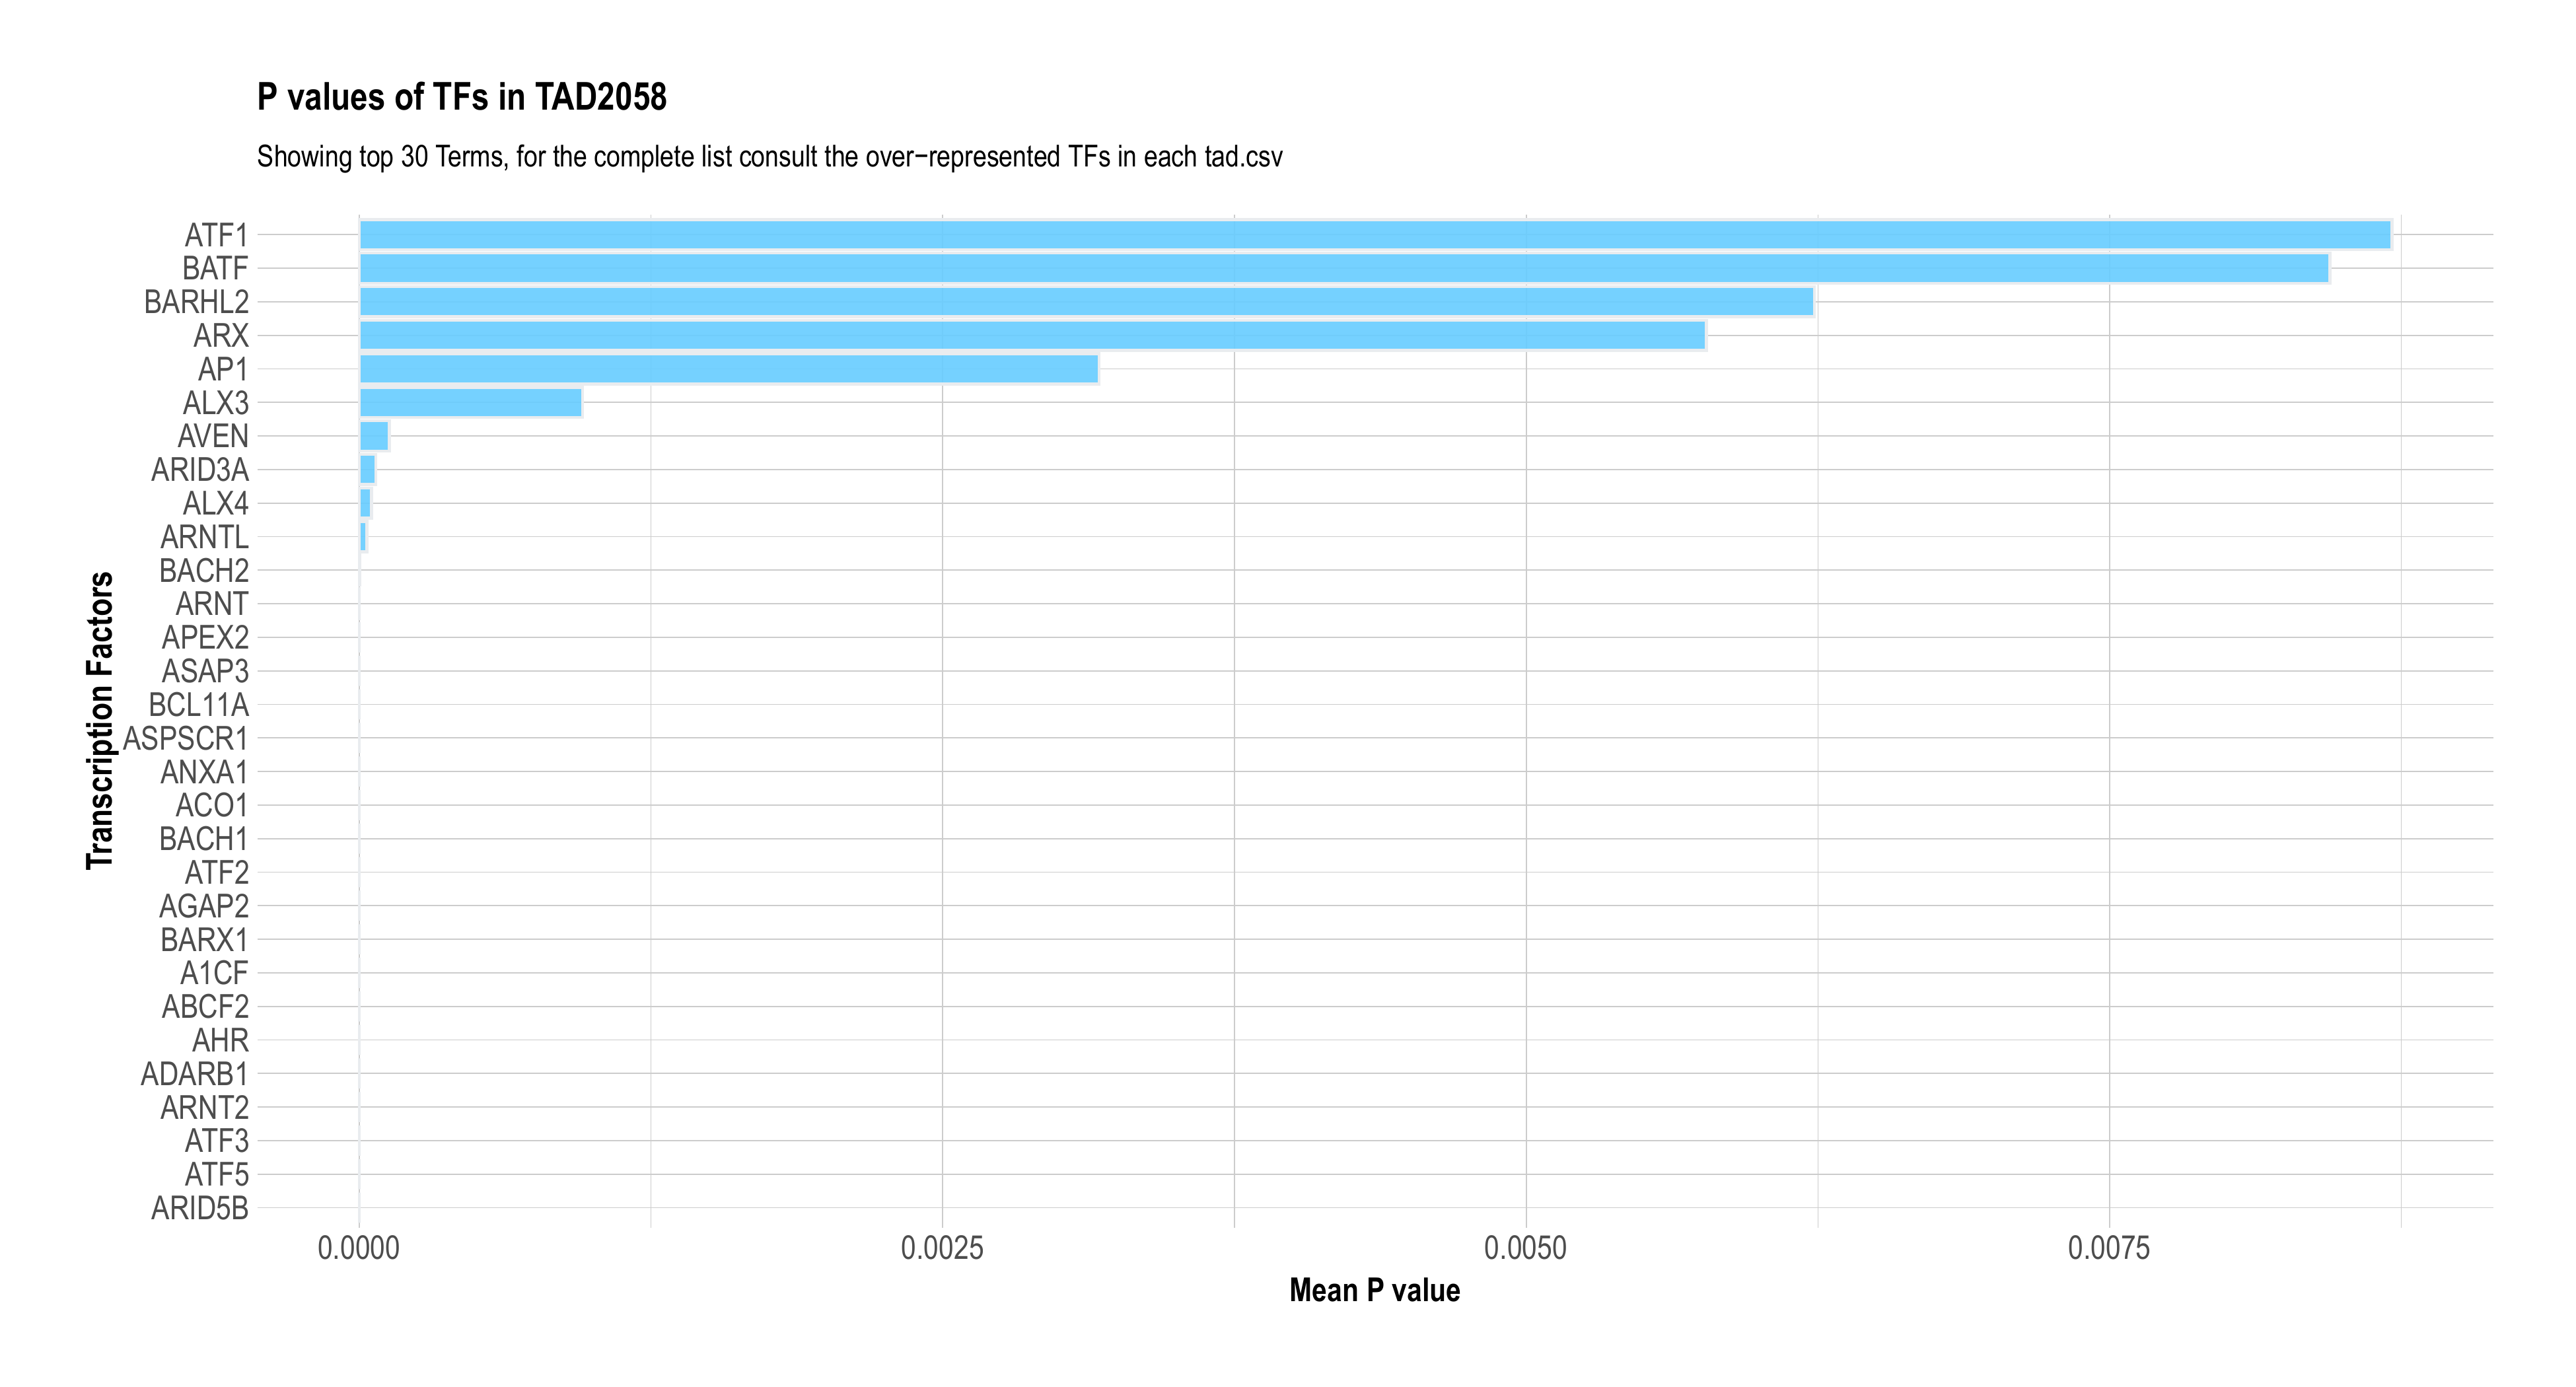 P values of TFs in TAD2058
Showing top 30 Terms, for the complete list consult the over−represented TFs in each tad.csv
Transcription Factors
ATF1
BATF
BARHL2
ARX
AP1
ALX3
AVEN
ARID3A
ALX4
ARNTL
BACH2
ARNT
APEX2
ASAP3
BCL11A
ASPSCR1
ANXA1
ACO1
BACH1
ATF2
AGAP2
BARX1
A1CF
ABCF2
AHR
ADARB1
ARNT2
ATF3
ATF5
ARID5B
0.0000 0.0025 0.0050 0.0075
Mean P value